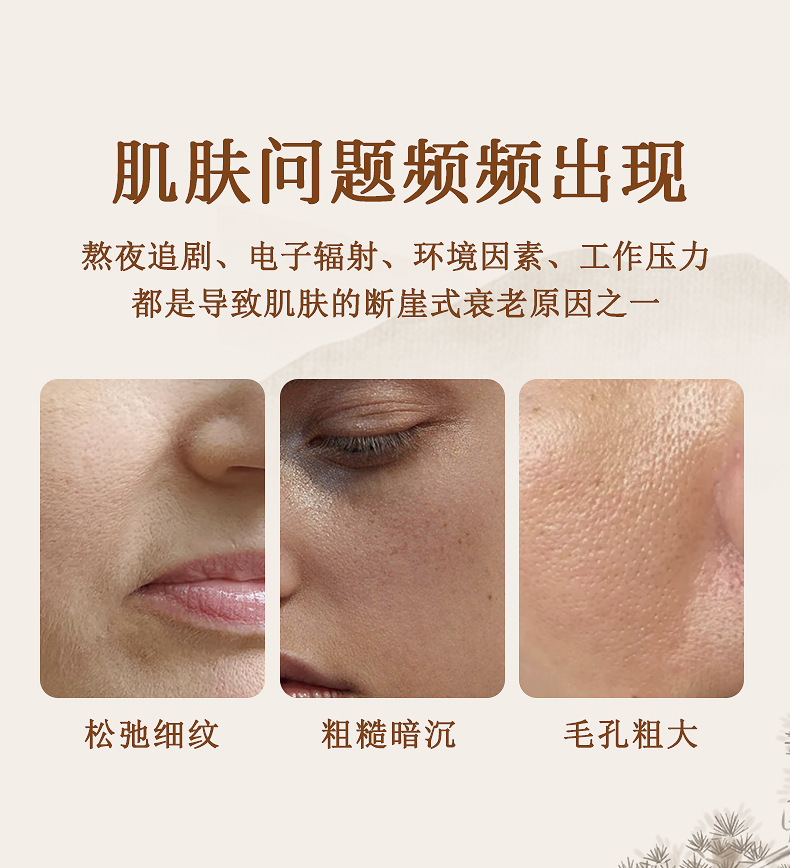 肌肤问题频频出现
熬夜追剧、电子辐射、环境因素、工作压力
都是导致肌肤的断崖式衰老原因之一
松弛细纹
粗糙暗沉
毛孔粗大